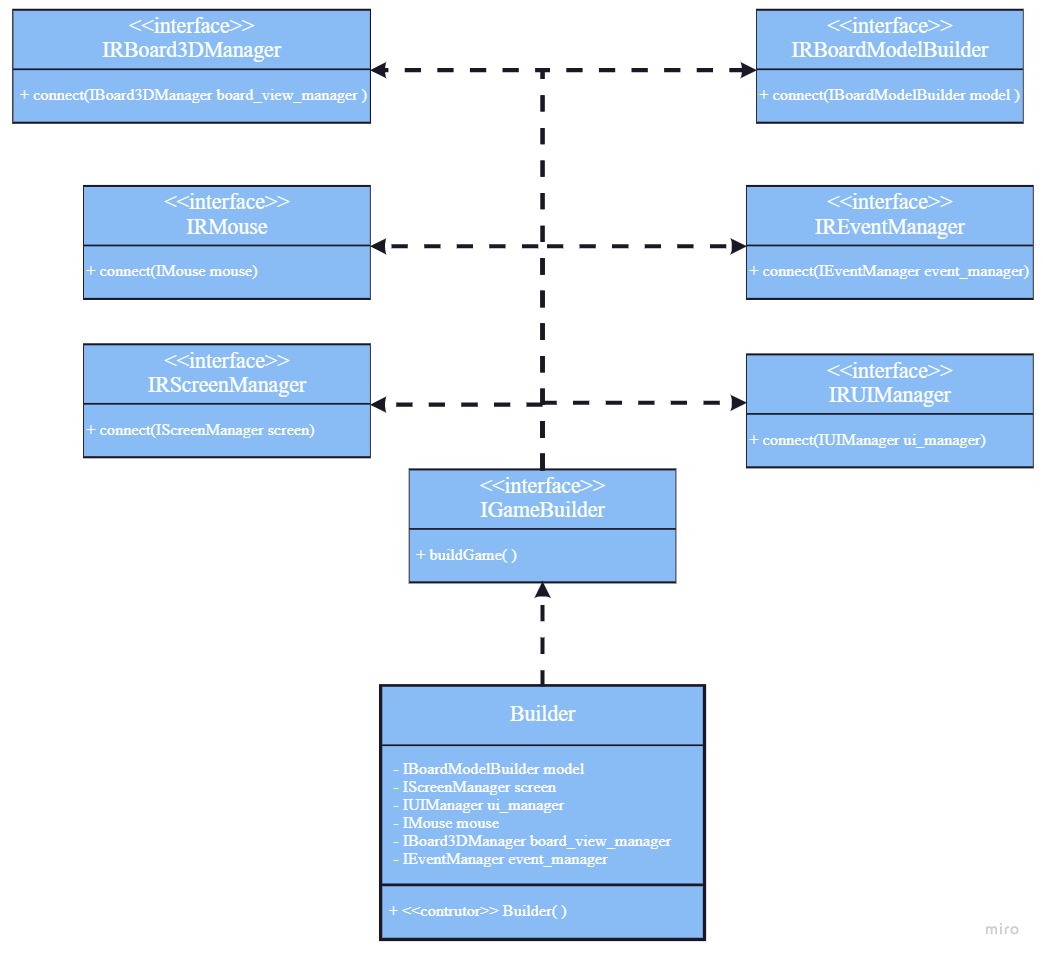 <<interface>>
IRBoard3DManager
+ connect(IBoard3DManager board_view_manager )
<<interface>>
IRBoardModelBuilder
+ connect(IBoardModelBuilder model )
<<interface>>
IRMouse
+ connect(IMouse mouse)
<<interface>>
IREventManager
+ connect(IEventManager event_manager)
<<interface>>
IRScreenManager
+ connect(IScreenManager screen)
<<interface>>
IRUIManager
+ connect(IUIManager ui_manager)
<<interface>>
IGameBuilder
+ buildGame( )
Builder
- IBoardModelBuilder model
- IScreenManager screen
- IUIManager ui_manager
- IMouse mouse
- IBoard3DManager board_view_manager
- IEventManager event_manager
+ <<contrutor>> Builder( )
miro